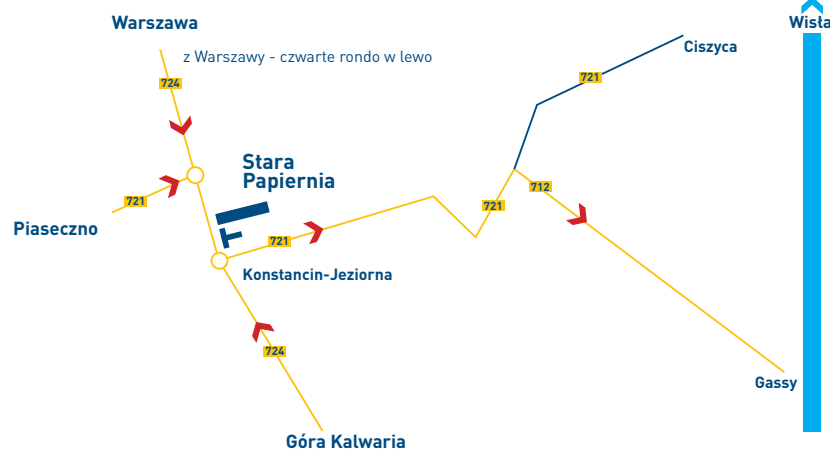 Warszawa
Wisła
Ciszyca
z Warszawy - czwarte rondo w lewo
721
724
Stara
Papiernia
712
721
721
Piaseczno
721
Konstancin-Jeziorna
724
Gassy
Góra Kalwaria